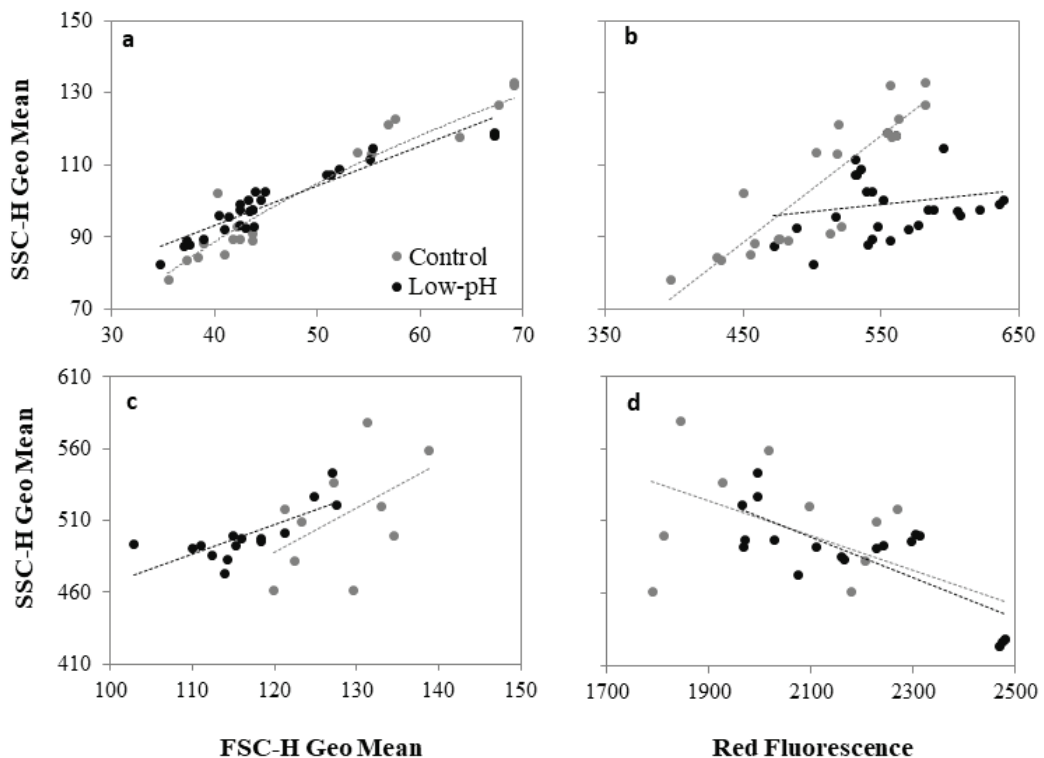 150
130
110
90
70
SSC-H Geo Mean
a
Control
Low-pH
30 40 50 60 70
b
350 450 550 650
610
560
510
460
410
SSC-H Geo Mean
c
100 110 120 130 140 150
d
1700 1900 2100 2300 2500
FSC-H Geo Mean
Red Fluorescence